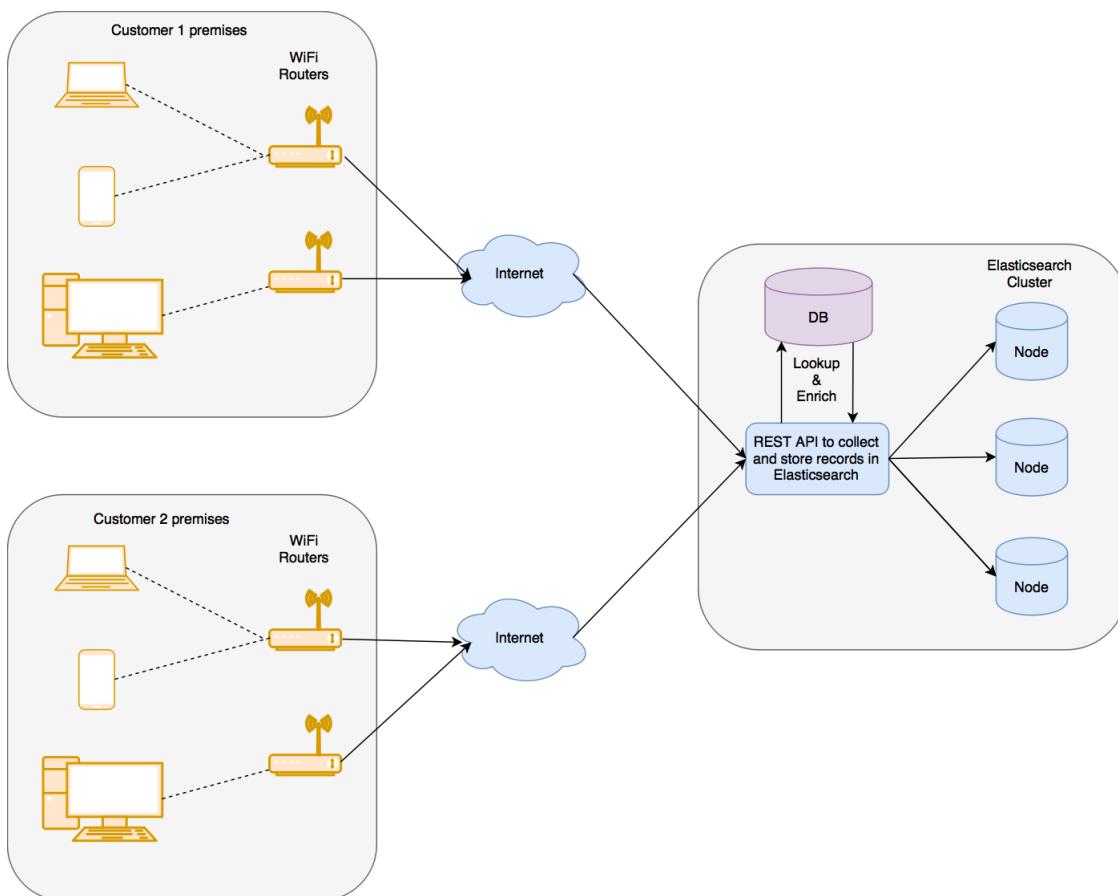 Customer 1 premises
WiFi
Routers
Internet
Customer 2 premises
WiFi
Routers
Internet
DB
Lookup
&
Enrich
REST API to collect
and store records in
Elasticsearch
Elasticsearch
Cluster
Node
Node
Node